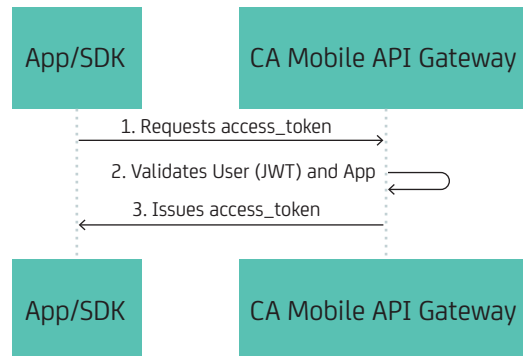 App/SDK
CA Mobile API Gateway
1. Requests access_token
2. Validates User (JWT) and App
3. Issues access_token
App/SDK
CA Mobile API Gateway